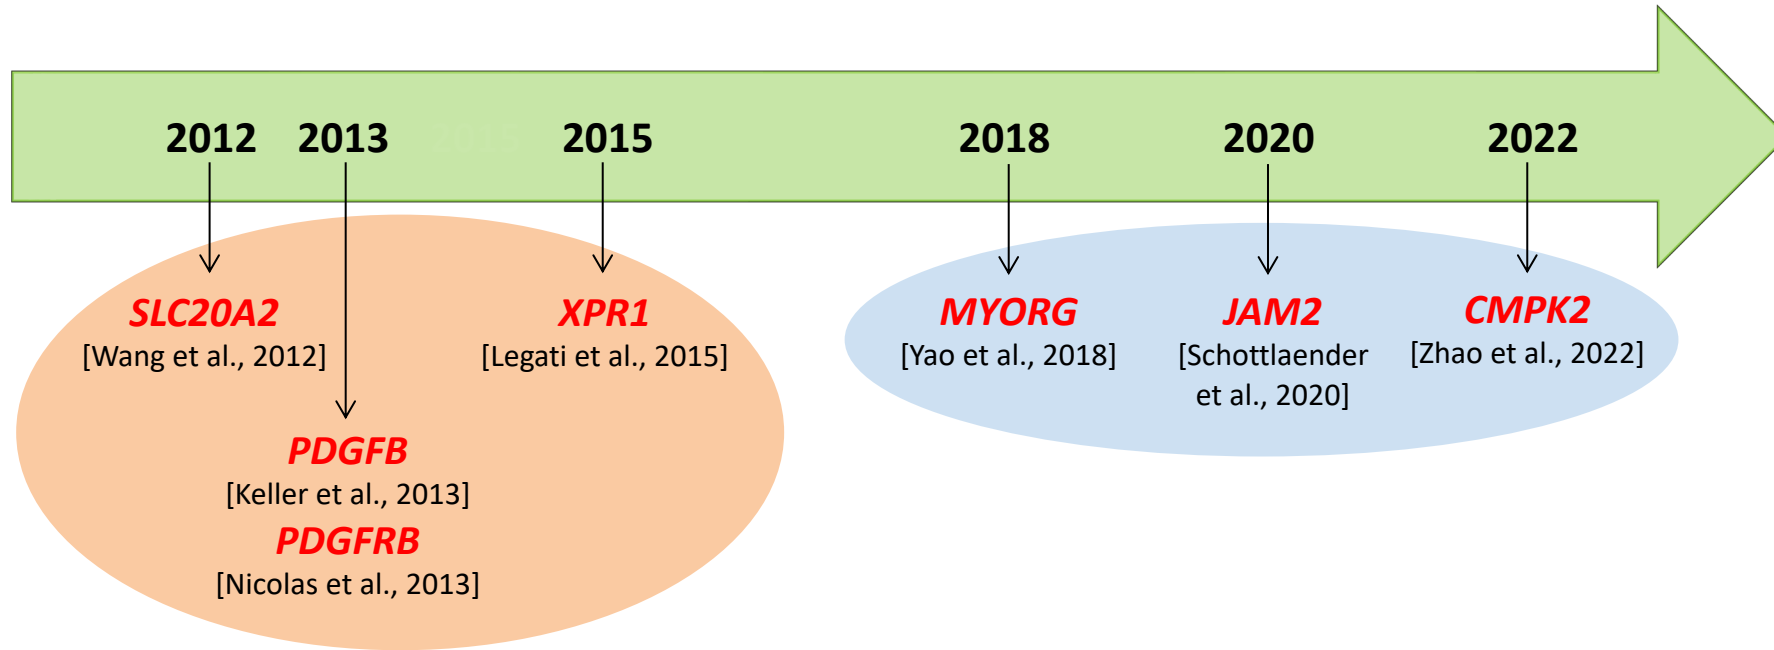 2012 2013 2015 2018 2020 2022
SLC20A2
[Wang et al., 2012]
PDGFB
[Keller et al., 2013]
PDGFRB
[Nicolas et al., 2013]
XPR1
[Legati et al., 2015]
MYORG
[Yao et al., 2018]
JAM2
[Schottlaender
et al., 2020]
CMPK2
[Zhao et al., 2022]